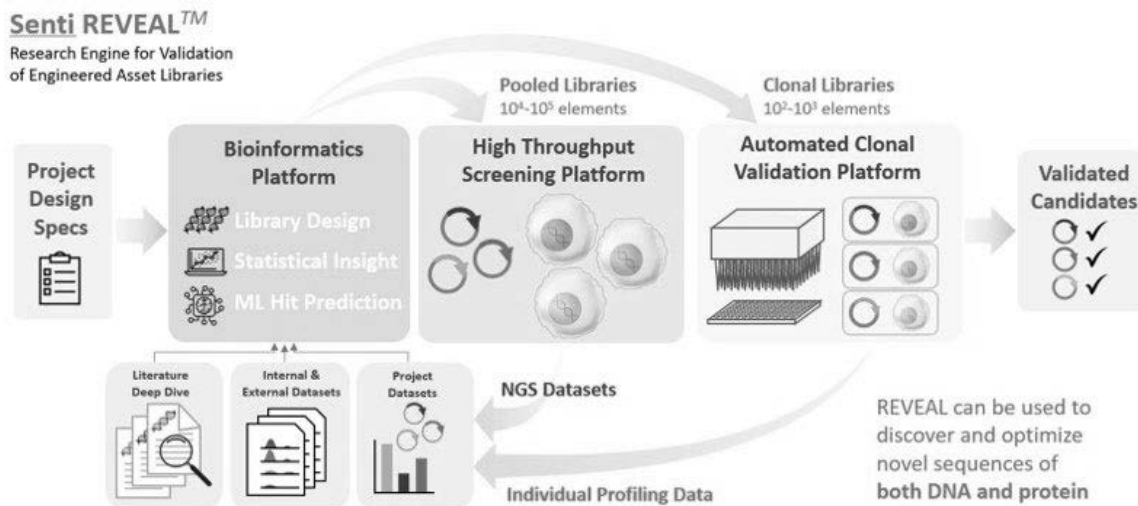 Senti REVEAL™
Research Engine for Validation
of Engineered Asset Libraries
Pooled Libraries
10⁴-10⁵ elements
Clonal Libraries
10²-10³ elements
Project
Design
Specs
Bioinformatics
Platform
Library Design
Statistical Insight
ML Hit Prediction
High Throughput
Screening Platform
Automated Clonal
Validation Platform
Validated
Candidates
Literature
Deep Dive
Internal &
External Datasets
Project
Datasets
NGS Datasets
Individual Profiling Data
REVEAL can be used to
discover and optimize
novel sequences of
both DNA and protein